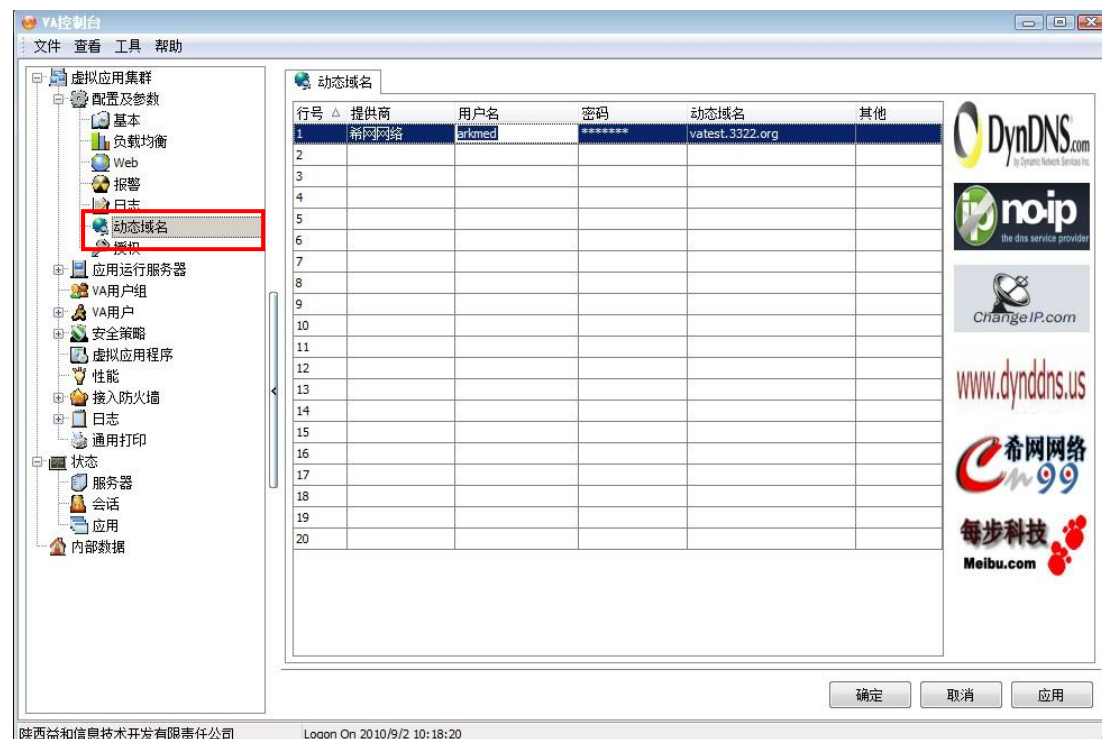 VA控制台
文件 查看 工具 帮助
虚拟应用集群
配置及参数
基本
负载均衡
Web
报警
日志
动态域名
授权
应用运行服务器
VA用户组
VA用户
安全策略
虚拟应用程序
性能
接入防火墙
日志
通用打印
状态
服务器
会话
应用
内部数据
动态域名
行号 提供商 用户名 密码 动态域名 其他
1 希网网络 arkmed ******* vatest.3322.org
2
3
4
5
6
7
8
9
10
11
12
13
14
15
16
17
18
19
20
DynDNS.com
by Dynamic Network Services Inc.
no-ip
the dns service provider
ChangeIP.com
www.dynddns.us
希网网络
Cn99
每步科技
Meibu.com
确定 取消 应用
陕西益和信息技术开发有限责任公司 Logon On 2010/9/2 10:18:20